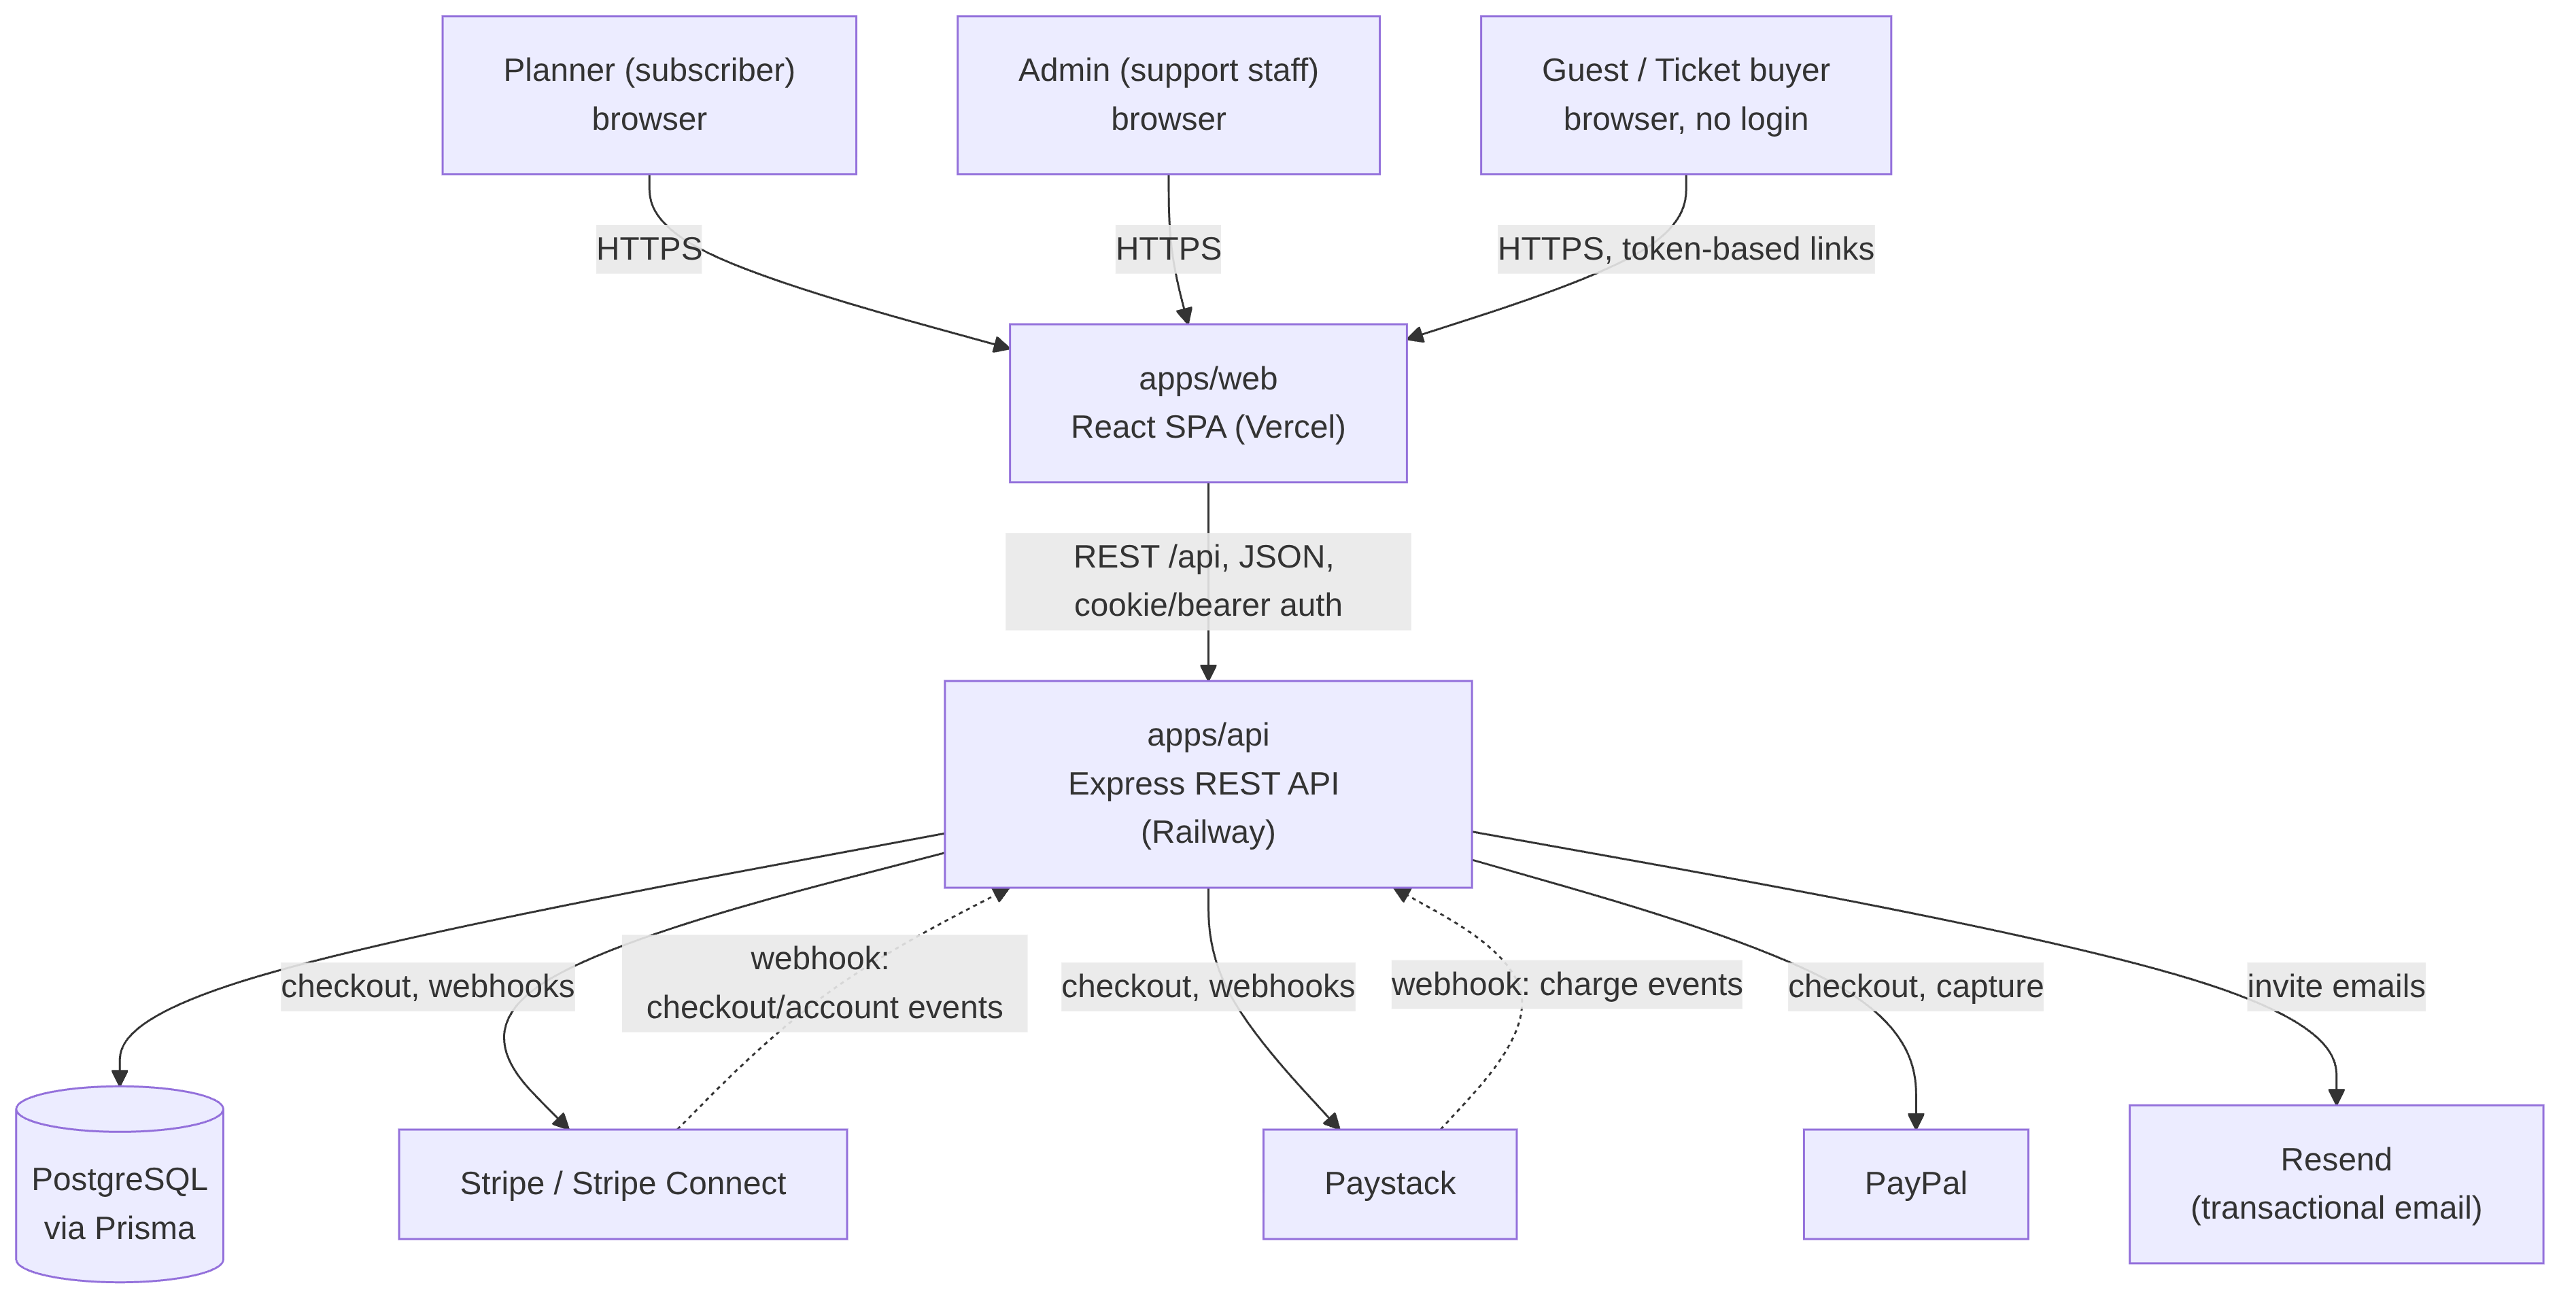 Planner (subscriber)
browser
Admin (support staff)
browser
Guest / Ticket buyer
browser, no login
HTTPS
HTTPS
HTTPS, token-based links
apps/web
React SPA (Vercel)
REST /api, JSON,
cookie/bearer auth
apps/api
Express REST API
(Railway)
checkout, webhooks
webhook:
checkout/account events
checkout, webhooks
webhook: charge events
checkout, capture
invite emails
PostgreSQL
via Prisma
Stripe / Stripe Connect
Paystack
PayPal
Resend
(transactional email)